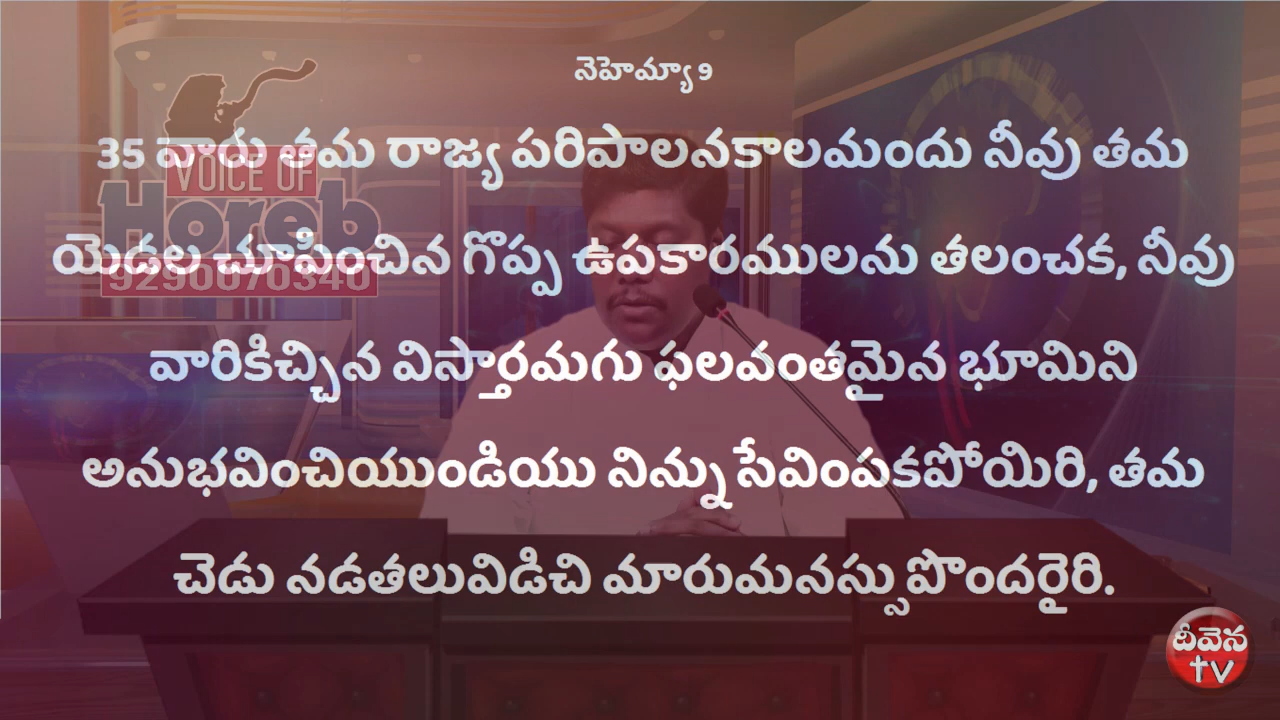 నెహెమ్యా 9
35 వారు తమ రాజ్య పరిపాలనకాలమందు నీవు తమ
యెడల చూపించిన గొప్ప ఉపకారములను తలంచక, నీవు
వారికిచ్చిన విస్తారమగు ఫలవంతమైన భూమిని
అనుభవించియుండియు నిన్ను సేవింపకపోయిరి, తమ
చెడు నడతలువిడిచి మారుమనస్సుపొందరైరి.
VOICE OF
Horeb
9290670340
దీవెన
tv